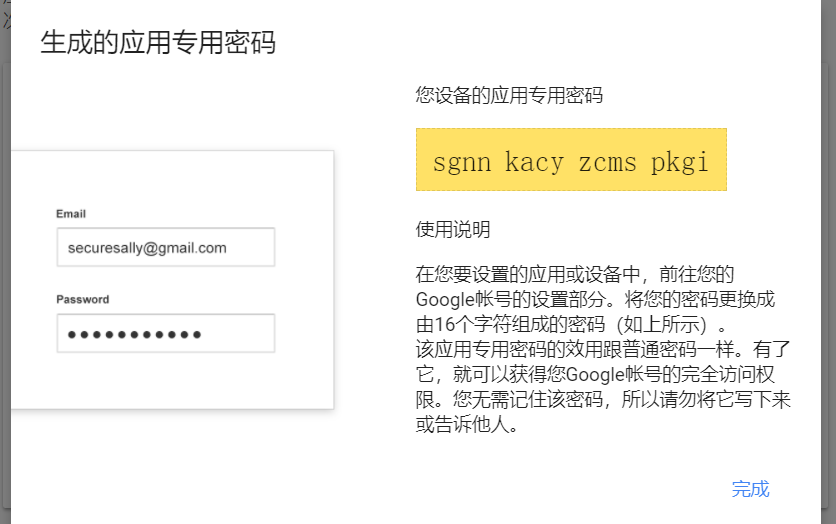 生成的应用专用密码
您设备的应用专用密码
sgnn kacy zcms pkgi
Email
securesally@gmail.com
Password
使用说明
在您要设置的应用或设备中，前往您的
Google帐号的设置部分。将您的密码更换成
由16个字符组成的密码（如上所示）。
该应用专用密码的效用跟普通密码一样。有了
它，就可以获得您Google帐号的完全访问权
限。您无需记住该密码，所以请勿将它写下来
或告诉他人。
完成